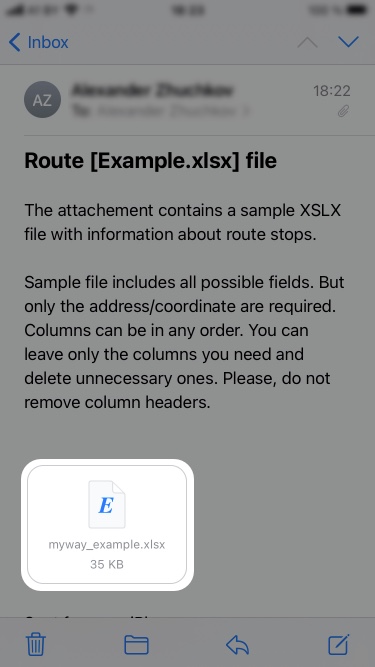 Inbox
AZ
Alexander Zhuchkov
18:22
To: Alexander Zhuchkov
Route [Example.xlsx] file
The attachement contains a sample XSLX
file with information about route stops.
Sample file includes all possible fields. But
only the address/coordinate are required.
Columns can be in any order. You can
leave only the columns you need and
delete unnecessary ones. Please, do not
remove column headers.
E
myway_example.xlsx
35 KB